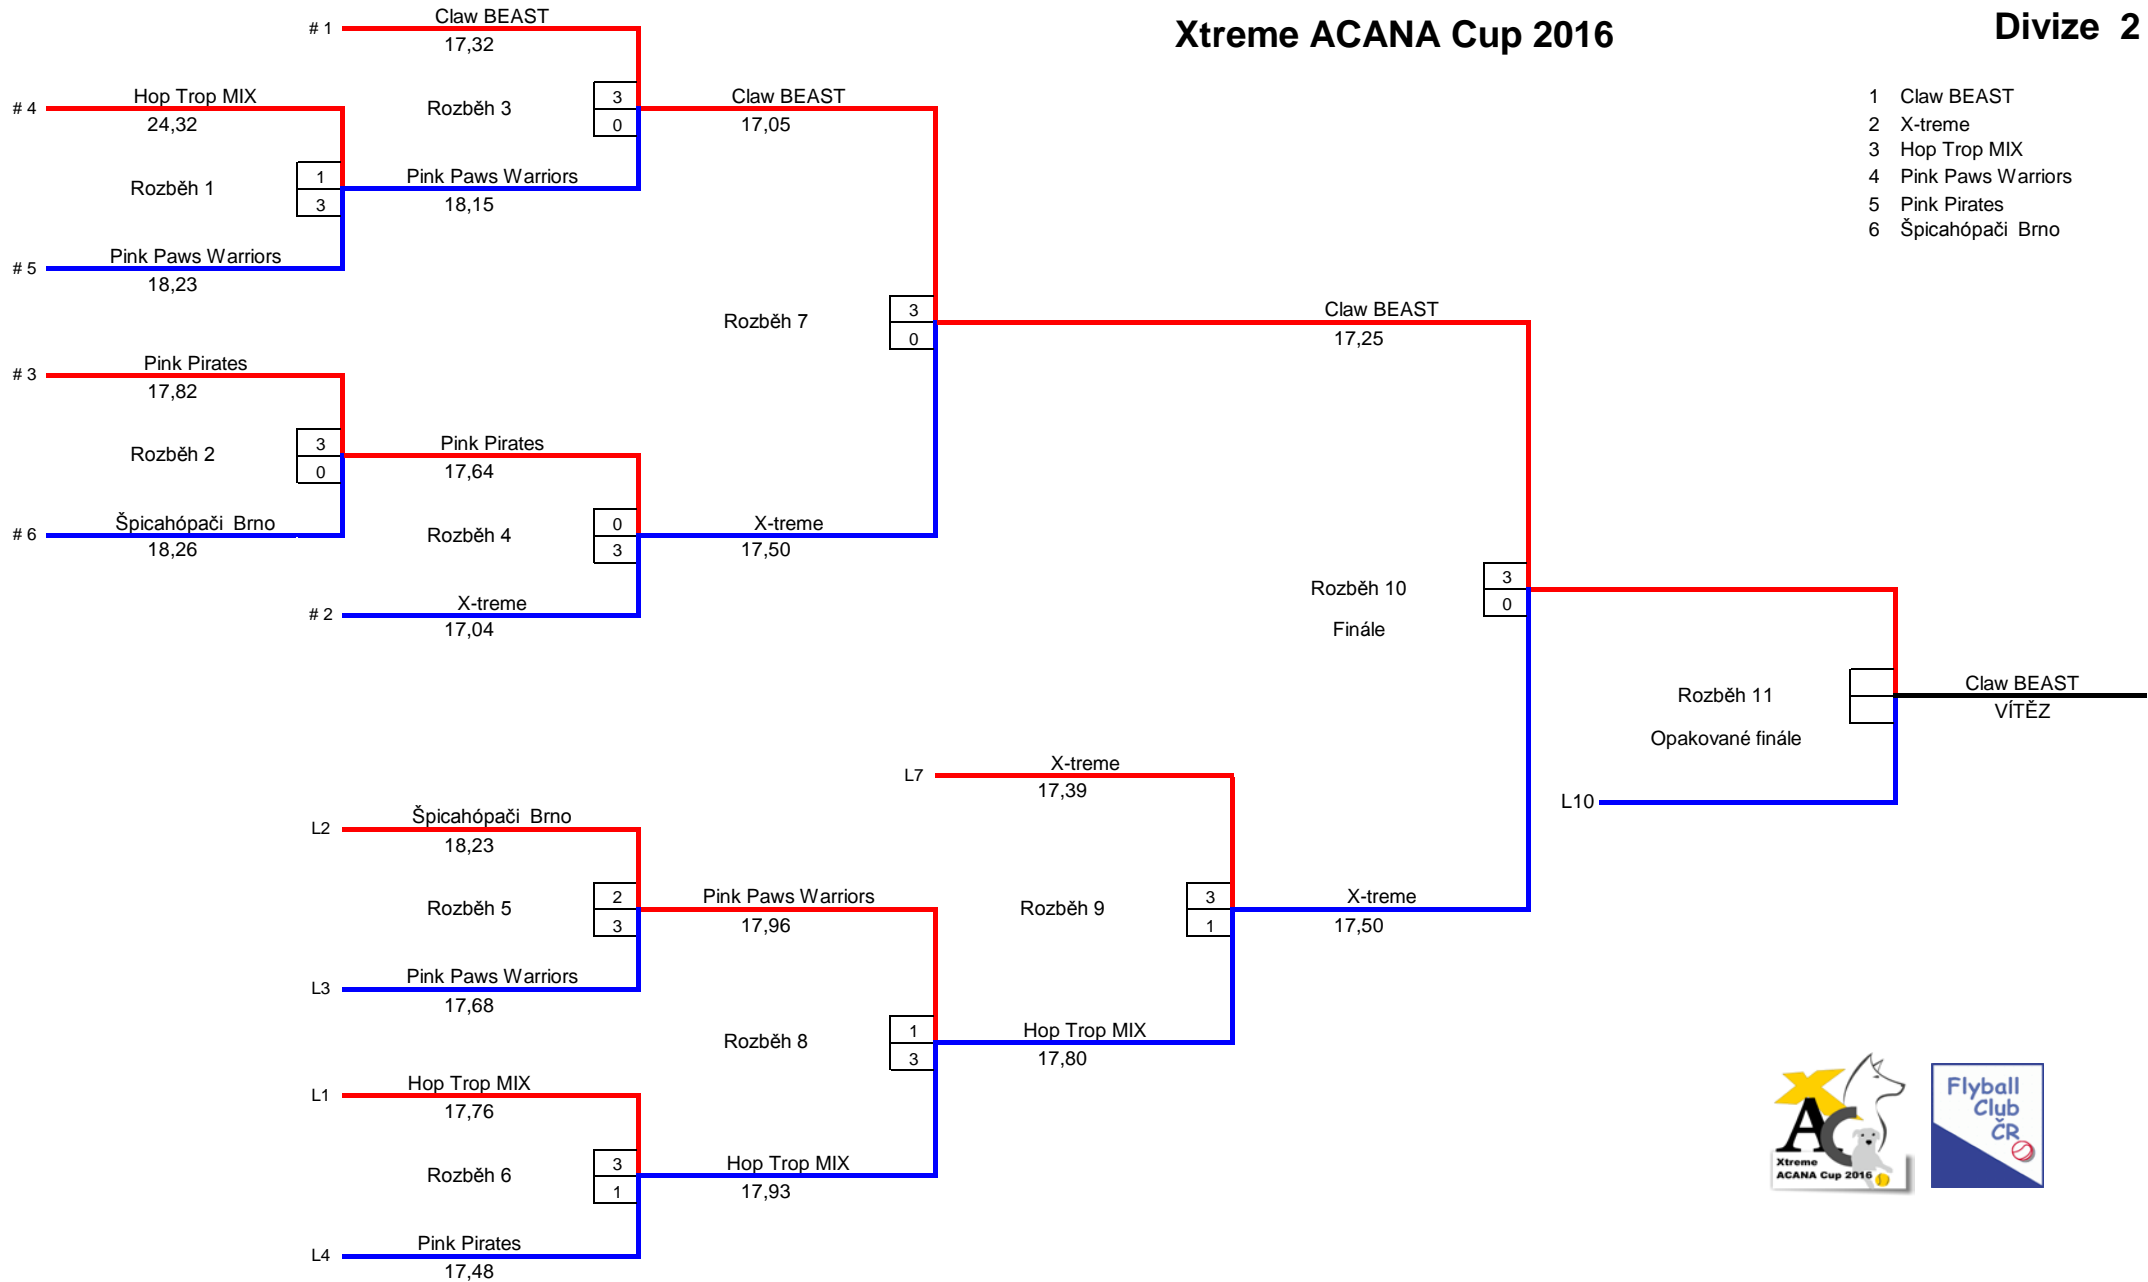 Xtreme ACANA Cup 2016
Divize 2
1 Claw BEAST
2 X-treme
3 Hop Trop MIX
4 Pink Paws Warriors
5 Pink Pirates
6 Špicahópači Brno
# 1
Claw BEAST
17,32
# 4
Hop Trop MIX
24,32
Rozběh 1
1
3
# 5
Pink Paws Warriors
18,23
Rozběh 3
3
0
Pink Paws Warriors
18,15
Claw BEAST
17,05
# 3
Pink Pirates
17,82
Rozběh 2
3
0
# 6
Špicahópači Brno
18,26
Pink Pirates
17,64
Rozběh 4
0
3
# 2
X-treme
17,04
X-treme
17,50
Rozběh 7
3
0
Claw BEAST
17,25
Rozběh 10
Finále
3
0
Rozběh 11
Opakované finále
Claw BEAST
VÍTĚZ
L10
L7
X-treme
17,39
L2
Špicahópači Brno
18,23
Rozběh 5
2
3
L3
Pink Paws Warriors
17,68
Pink Paws Warriors
17,96
Rozběh 9
3
1
X-treme
17,50
Rozběh 8
1
3
Hop Trop MIX
17,80
L1
Hop Trop MIX
17,76
Rozběh 6
3
1
L4
Pink Pirates
17,48
Hop Trop MIX
17,93
X
AC
Xtreme
ACANA Cup 2016
Flyball
Club
ČR